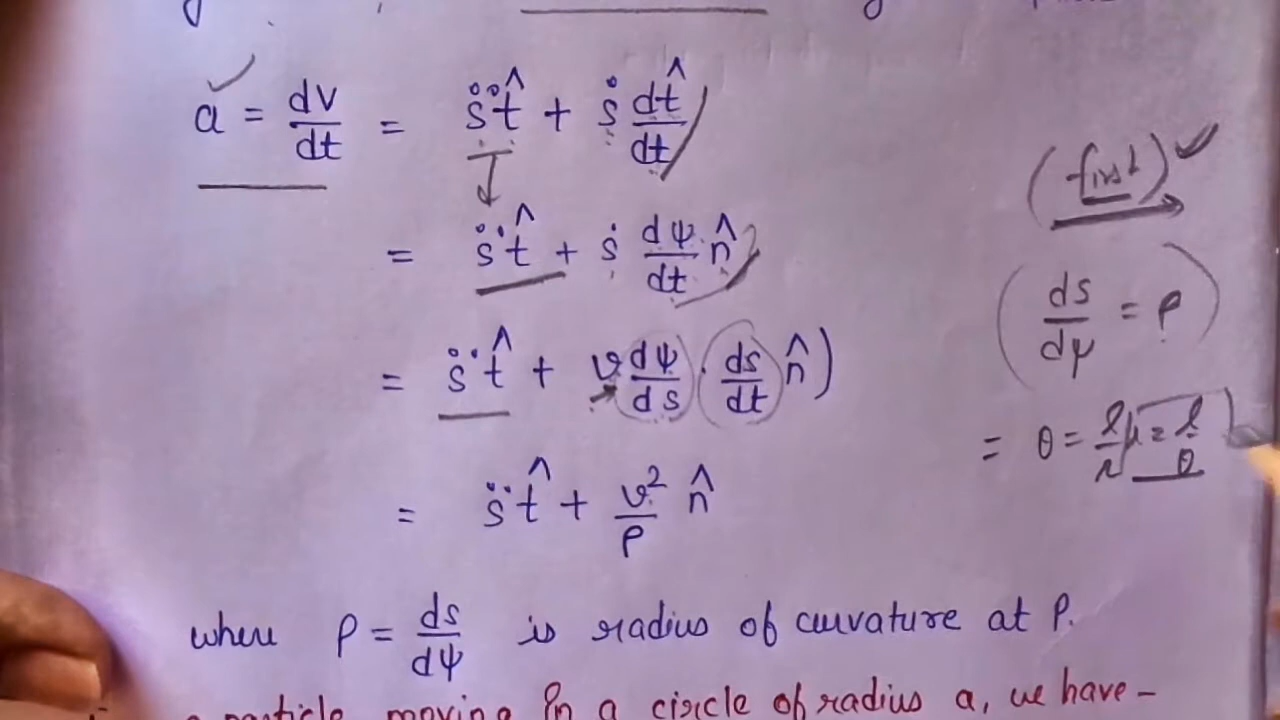 a = dv/dt = s̈ t̂ + ṡ dt̂/dt
= s̈ t̂ + ṡ dψ/dt n̂
= s̈ t̂ + v dψ/ds · ds/dt n̂)
= s̈ t̂ + v²/ρ n̂
(first)
(ds/dψ = ρ)
= θ = l/r r = l/θ
where ρ = ds/dψ is radius of curvature at P.
particle moving in a circle of radius a, we have –